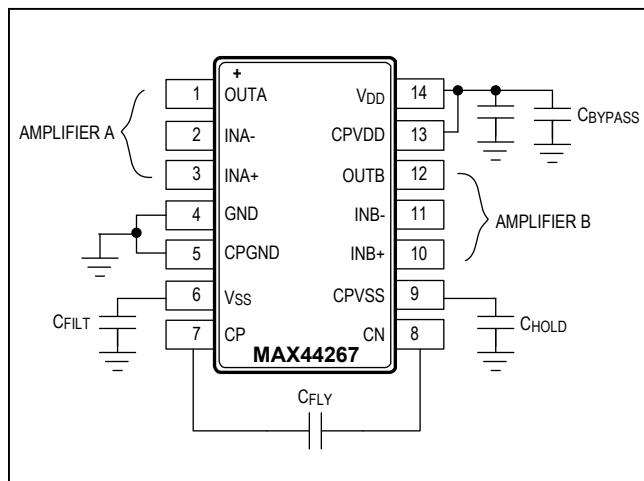 +
1 OUTA VDD 14
AMPLIFIER A 2 INA- CPVDD 13 CBYPASS
3 INA+ OUTB 12
4 GND INB- 11 AMPLIFIER B
5 CPGND INB+ 10
6 VSS CPVSS 9
CFILT 7 CP CN 8 CHOLD
MAX44267
CFLY